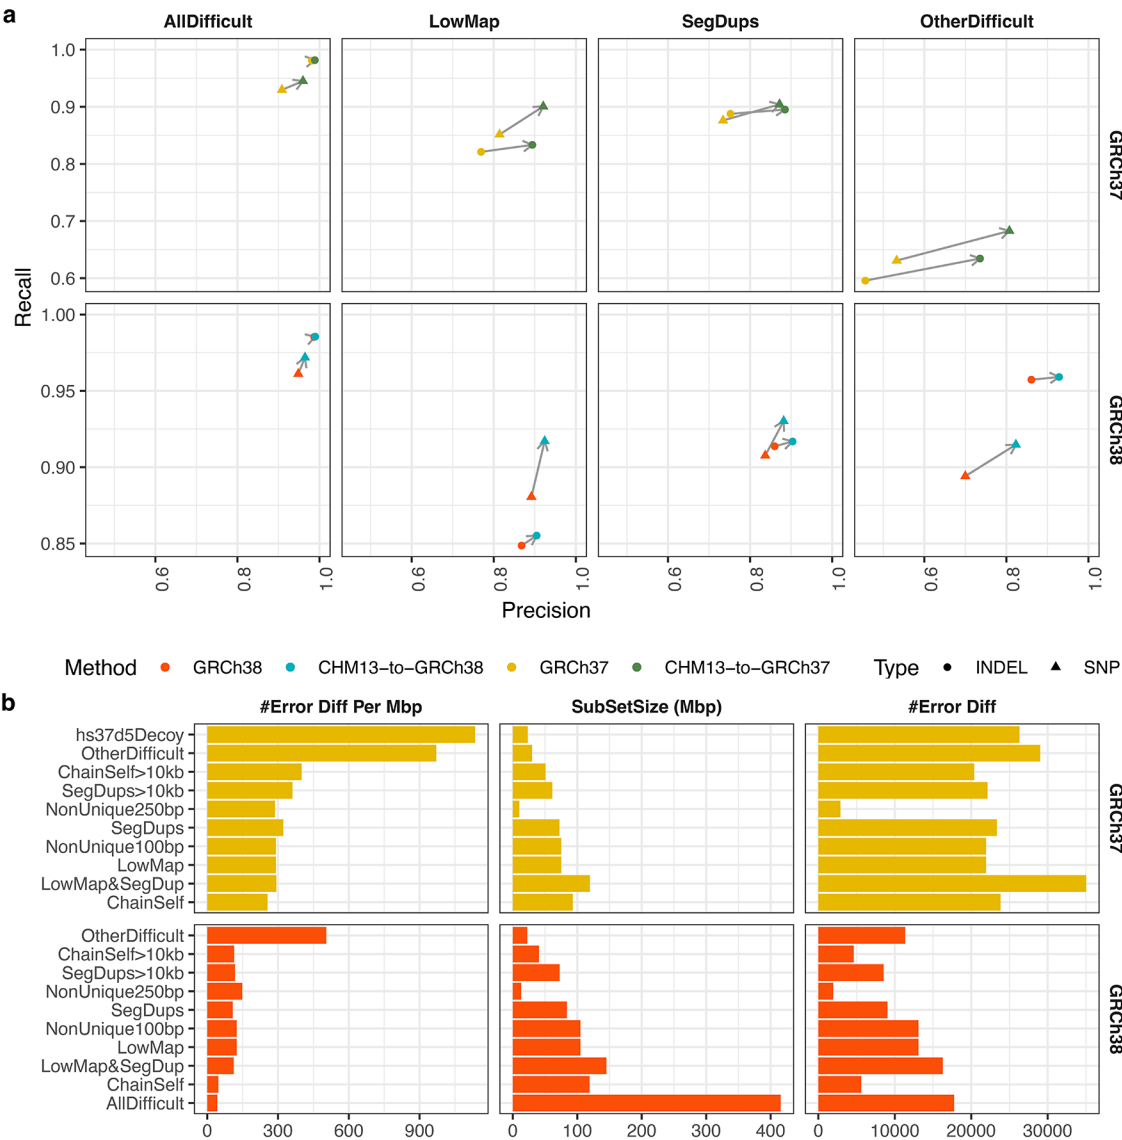 a
AllDifficult LowMap SegDups OtherDifficult
1.0
0.9
0.8
0.7
0.6
GRCh37
Recall
1.00
0.95
0.90
0.85
GRCh38
0.6 0.8 1.0 0.6 0.8 1.0 0.6 0.8 1.0 0.6 0.8 1.0
Precision
Method GRCh38 CHM13−to−GRCh38 GRCh37 CHM13−to−GRCh37 Type INDEL SNP
b
#Error Diff Per Mbp SubSetSize (Mbp) #Error Diff
hs37d5Decoy
OtherDifficult
ChainSelf>10kb
SegDups>10kb
NonUnique250bp
SegDups
NonUnique100bp
LowMap
LowMap&SegDup
ChainSelf
GRCh37
OtherDifficult
ChainSelf>10kb
SegDups>10kb
NonUnique250bp
SegDups
NonUnique100bp
LowMap
LowMap&SegDup
ChainSelf
AllDifficult
GRCh38
0 300 600 900 0 100 200 300 400 0 10000 20000 30000